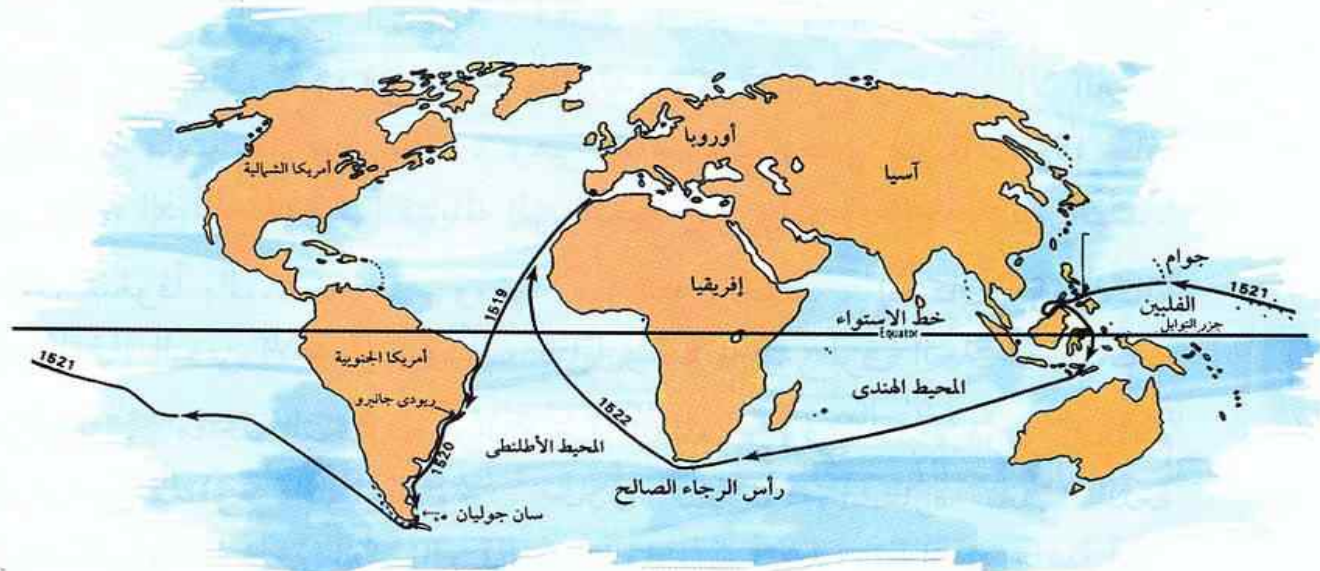 أوروبا
آسيا
أمريكا الشمالية
جوام
إفريقيا
1521
الفلبين
1519
جزر التوابل
خط الاستواء
Equator
1521
أمريكا الجنوبية
المحيط الهندى
ريودى جانيرو
1522
المحيط الأطلنطى
1520
رأس الرجاء الصالح
سان جوليان